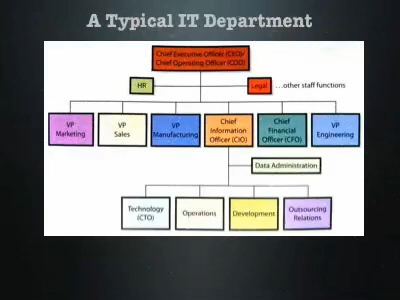 A Typical IT Department
Chief Executive Officer (CEO)/
Chief Operating Officer (COO)
HR
Legal
...other staff functions
VP
Marketing
VP
Sales
VP
Manufacturing
Chief
Information
Officer (CIO)
Chief
Financial
Officer (CFO)
VP
Engineering
Data Administration
Technology
(CTO)
Operations
Development
Outsourcing
Relations